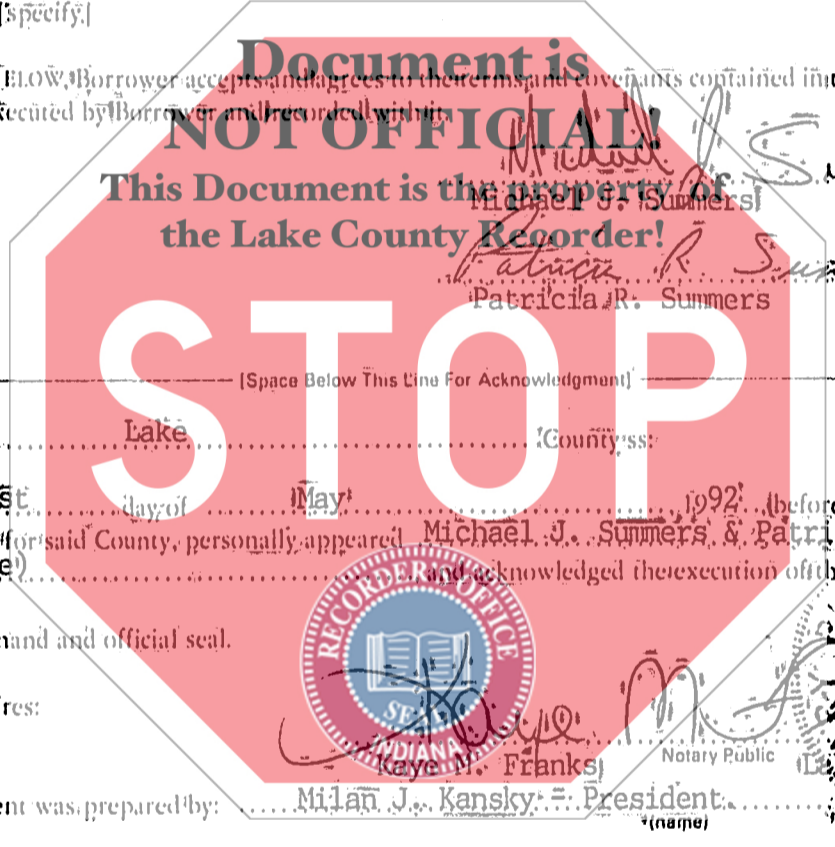 [specify]
Document is
ELOW, Borrower accepts and agrees to the terms and covenants contained in
ecuted by Borrower and recorded with it.
NOT OFFICIAL!
This Document is the property of
Michael J. Summers
the Lake County Recorder!
Patricia R. Sum
Patricia R. Summers
STOP
[Space Below This Line For Acknowledgment]
Lake County ss:
st day of May 1992 before
for said County, personally appeared Michael J. Summers & Patri
e) and acknowledged the execution of th
RECORDER'S OFFICE
hand and official seal.
SEAL
INDIANA
res:
Kaye M. Franks
Notary Public
ent was prepared by: Milan J. Kansky - President
(name)